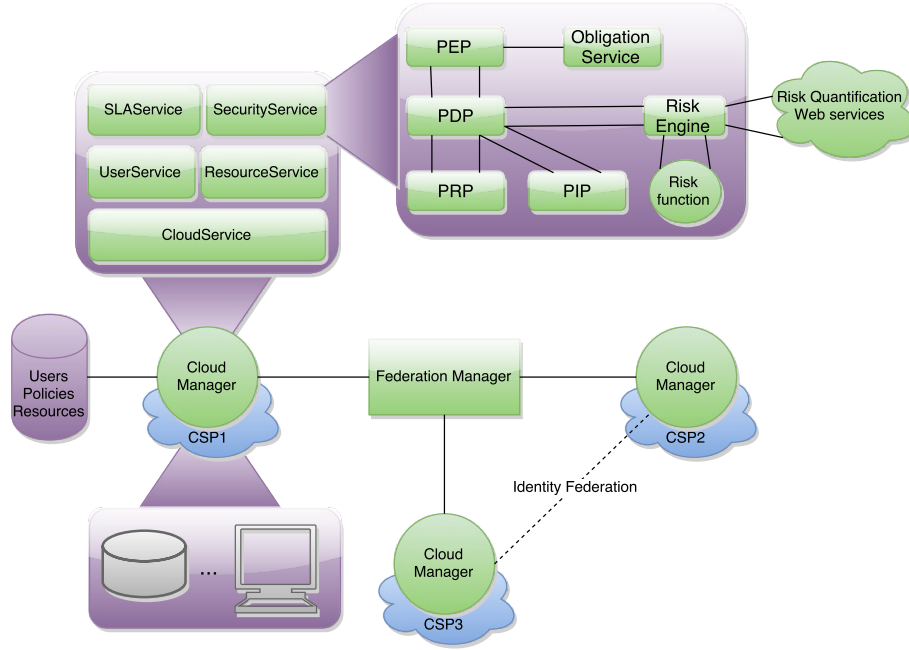 PEP
Obligation
Service
SLAService
SecurityService
PDP
Risk
Engine
Risk Quantification
Web services
UserService
ResourceService
PRP
PIP
Risk
function
CloudService
Users
Policies
Resources
Cloud
Manager
CSP1
Federation Manager
Cloud
Manager
CSP2
Identity Federation
...
Cloud
Manager
CSP3